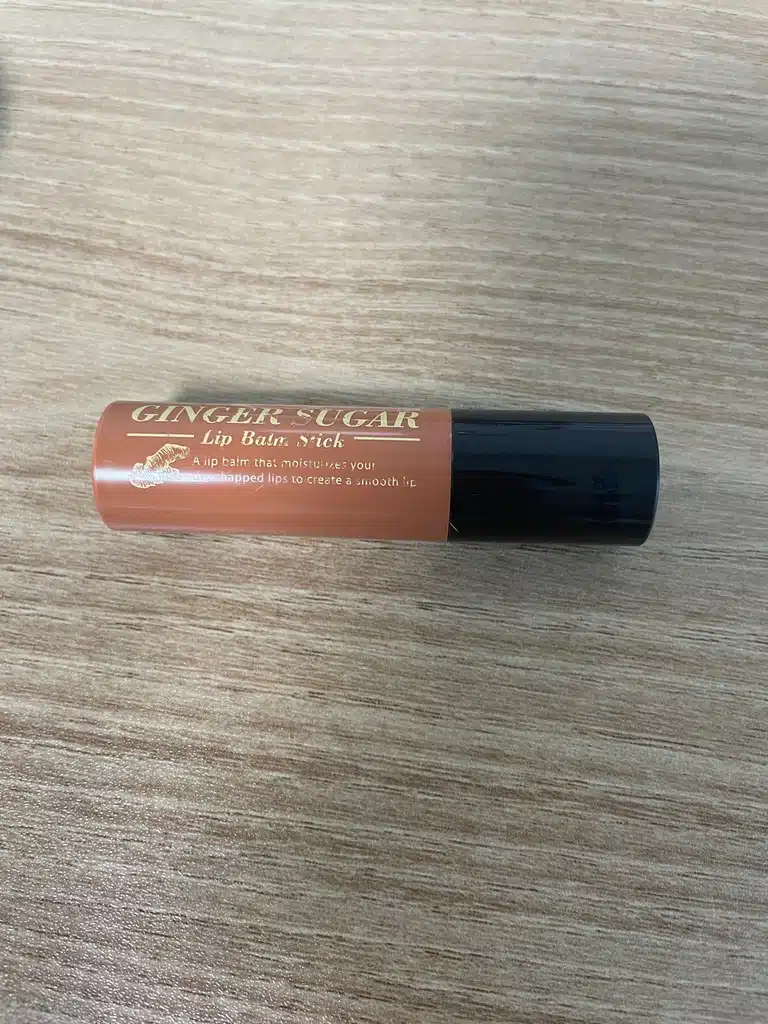 GINGER SUGAR
Lip Balm Stick
A lip balm that moisturizes your
chapped lips to create a smooth lip